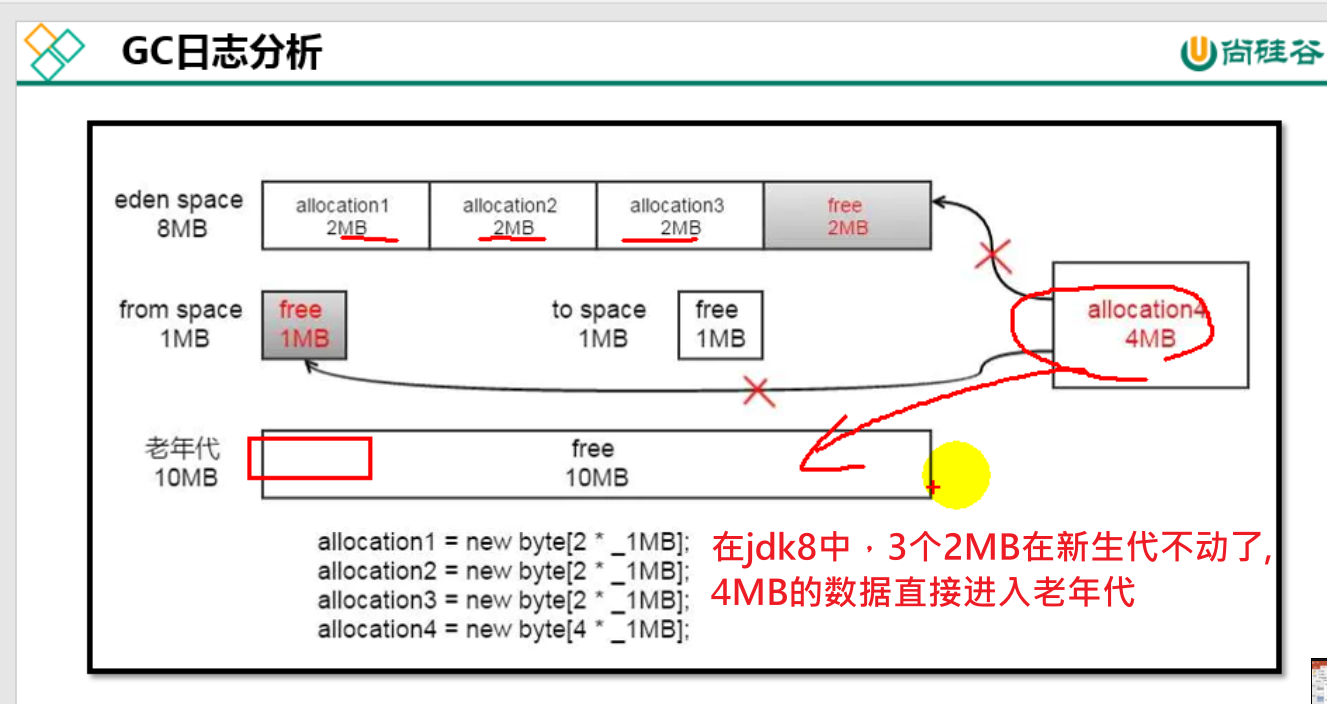 GC日志分析
尚硅谷
eden space
8MB
allocation1
2MB
allocation2
2MB
allocation3
2MB
free
2MB
from space
1MB
free
1MB
to space
1MB
free
1MB
allocation4
4MB
老年代
10MB
free
10MB
allocation1 = new byte[2 * _1MB];
allocation2 = new byte[2 * _1MB];
allocation3 = new byte[2 * _1MB];
allocation4 = new byte[4 * _1MB];
在jdk8中，3个2MB在新生代不动了,
4MB的数据直接进入老年代